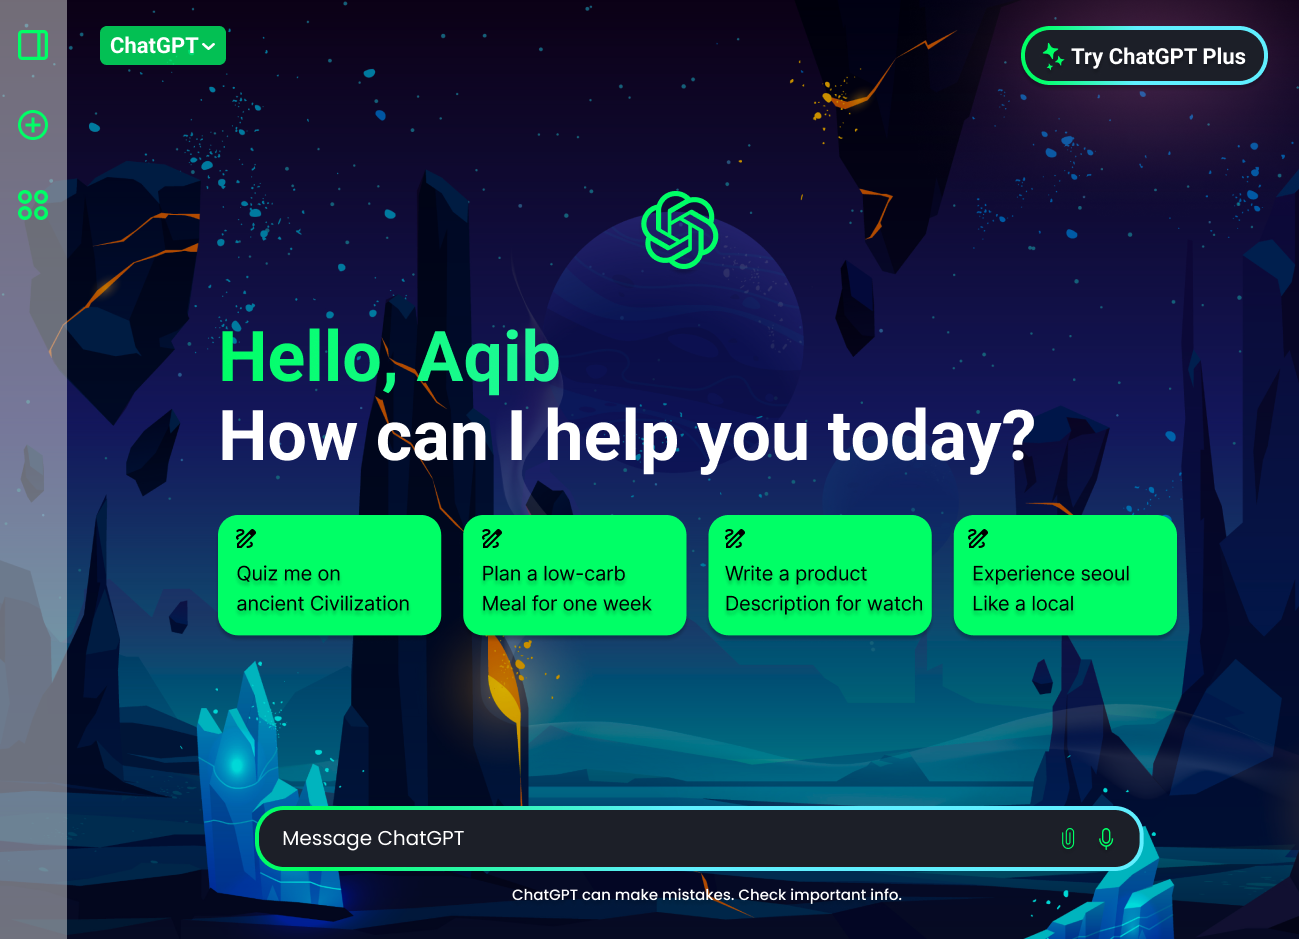 ChatGPT
Try ChatGPT Plus
Hello, Aqib
How can I help you today?
Quiz me on
ancient Civilization
Plan a low-carb
Meal for one week
Write a product
Description for watch
Experience seoul
Like a local
Message ChatGPT
ChatGPT can make mistakes. Check important info.